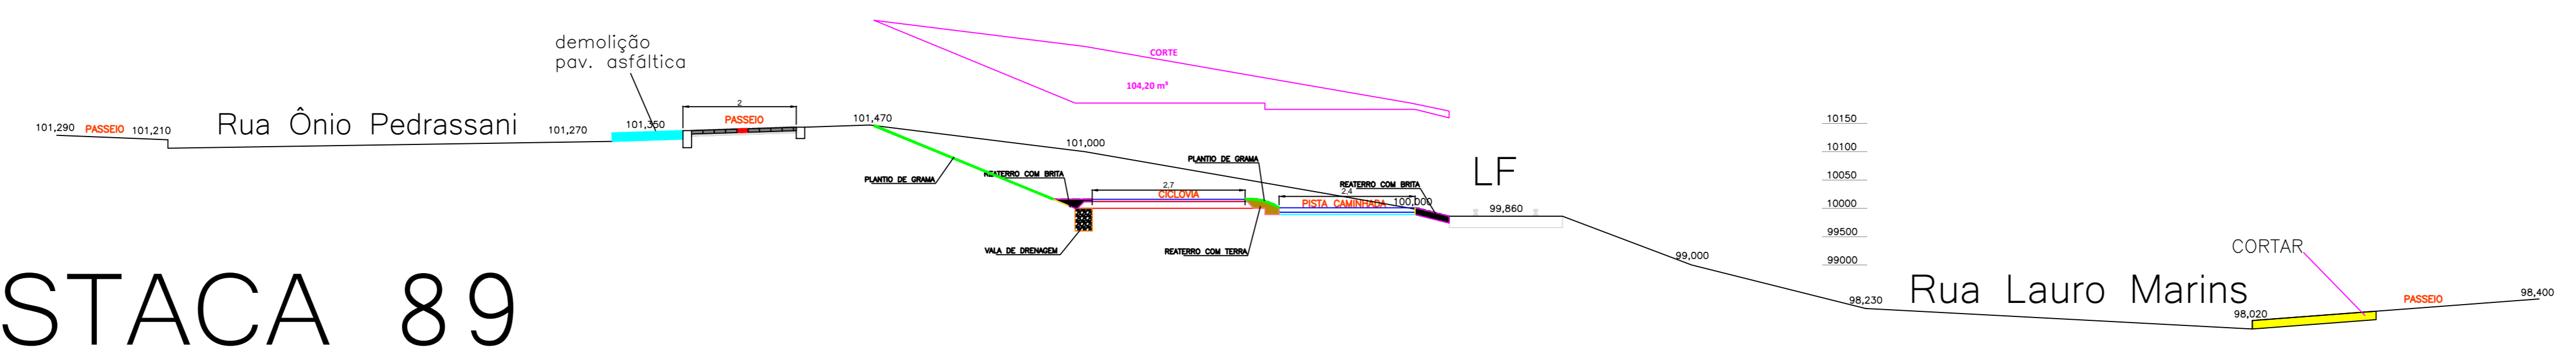 demolição
pav. asfáltica
CORTE
104,20 m³
101,290
PASSEIO
101,210
Rua Ônio Pedrassani
101,270
101,350
2
PASSEIO
101,470
101,000
PLANTIO DE GRAMA
REATERRO COM BRITA
2,7
CICLOVIA
PLANTIO DE GRAMA
REATERRO COM BRITA
2,4
PISTA CAMINHADA
100,000
LF
99,860
VALA DE DRENAGEM
REATERRO COM TERRA
10150
10100
10050
10000
99500
99000
99,000
98,230
Rua Lauro Marins
CORTAR
98,020
PASSEIO
98,400
STACA 89